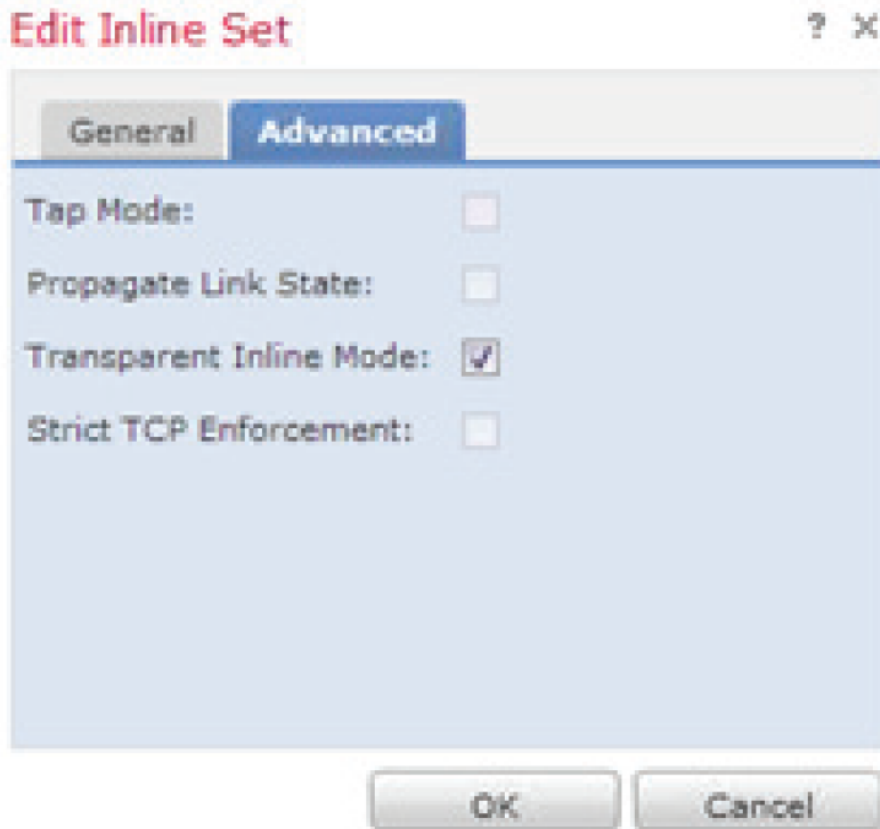 Edit Inline Set
? X
General Advanced
Tap Mode:
Propagate Link State:
Transparent Inline Mode:
Strict TCP Enforcement:
OK Cancel